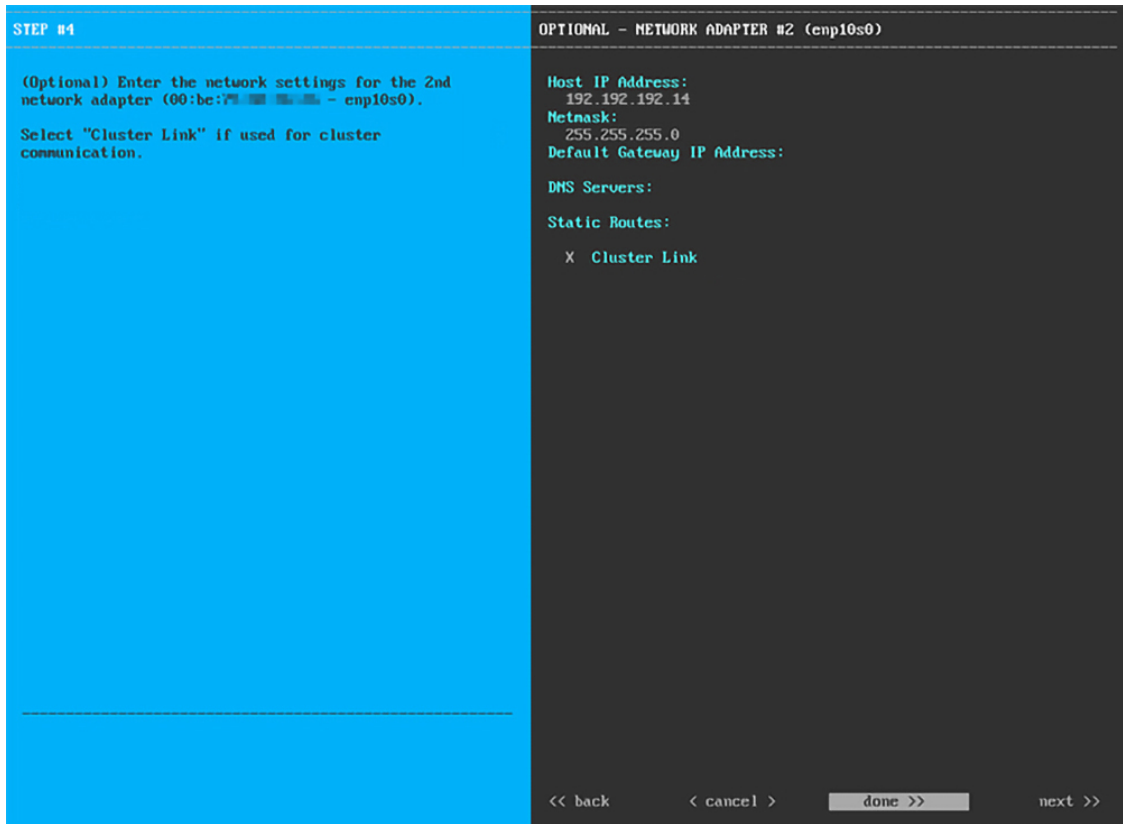 STEP #4
(Optional) Enter the network settings for the 2nd
network adapter (00:be: - enp10s0).
Select "Cluster Link" if used for cluster
communication.
OPTIONAL - NETWORK ADAPTER #2 (enp10s0)
Host IP Address:
192.192.192.14
Netmask:
255.255.255.0
Default Gateway IP Address:
DNS Servers:
Static Routes:
X Cluster Link
<< back < cancel > done >> next >>